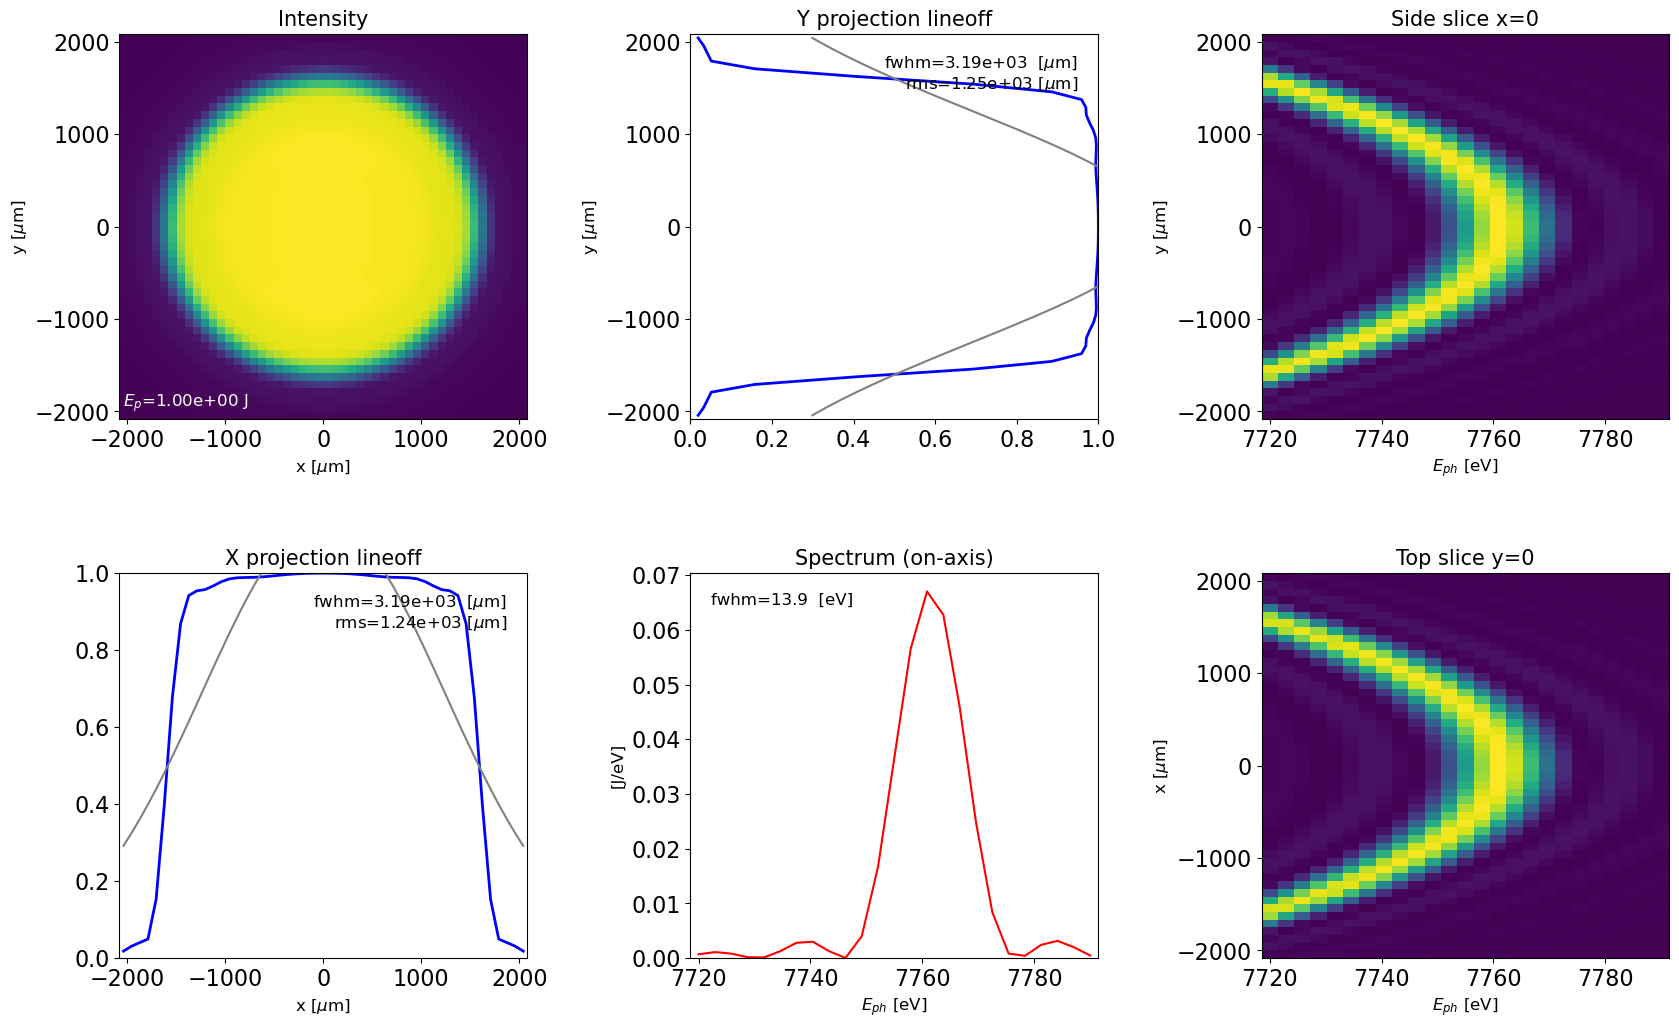 Intensity
2000
1000
0
−1000
−2000
y [μm]
E_p=1.00e+00 J
−2000 −1000 0 1000 2000
x [μm]
Y projection lineoff
fwhm=3.19e+03 [μm]
rms=1.25e+03 [μm]
2000
1000
0
−1000
−2000
y [μm]
0.0 0.2 0.4 0.6 0.8 1.0
Side slice x=0
2000
1000
0
−1000
−2000
y [μm]
7720 7740 7760 7780
E_ph [eV]
X projection lineoff
fwhm=3.19e+03 [μm]
rms=1.24e+03 [μm]
1.0
0.8
0.6
0.4
0.2
0.0
−2000 −1000 0 1000 2000
x [μm]
Spectrum (on-axis)
fwhm=13.9 [eV]
0.07
0.06
0.05
0.04
0.03
0.02
0.01
0.00
[J/eV]
7720 7740 7760 7780
E_ph [eV]
Top slice y=0
2000
1000
0
−1000
−2000
x [μm]
7720 7740 7760 7780
E_ph [eV]